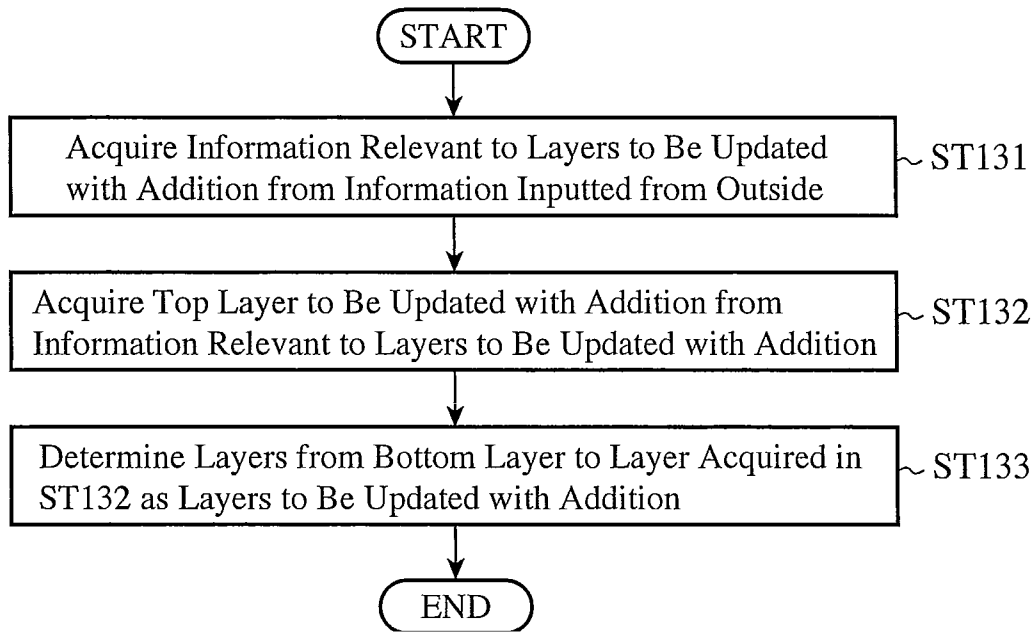 START
Acquire Information Relevant to Layers to Be Updated
with Addition from Information Inputted from Outside
ST131
Acquire Top Layer to Be Updated with Addition from
Information Relevant to Layers to Be Updated with Addition
ST132
Determine Layers from Bottom Layer to Layer Acquired in
ST132 as Layers to Be Updated with Addition
ST133
END